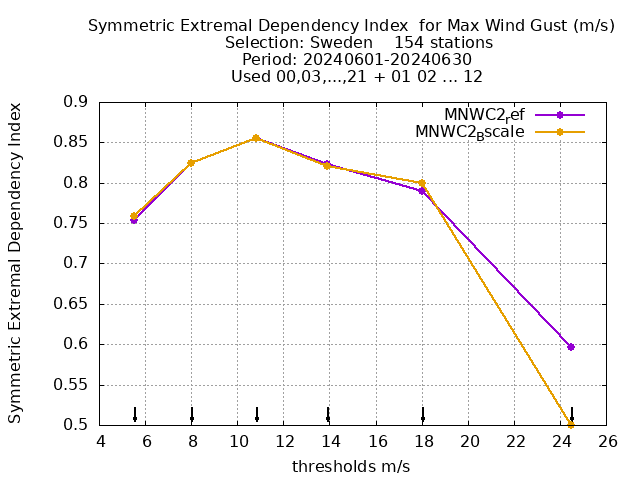 Symmetric Extremal Dependency Index for Max Wind Gust (m/s)
Selection: Sweden 154 stations
Period: 20240601-20240630
Used 00,03,...,21 + 01 02 ... 12
MNWC2ref
MNWC2Bscale
Symmetric Extremal Dependency Index
0.9
0.85
0.8
0.75
0.7
0.65
0.6
0.55
0.5
4 6 8 10 12 14 16 18 20 22 24 26
thresholds m/s